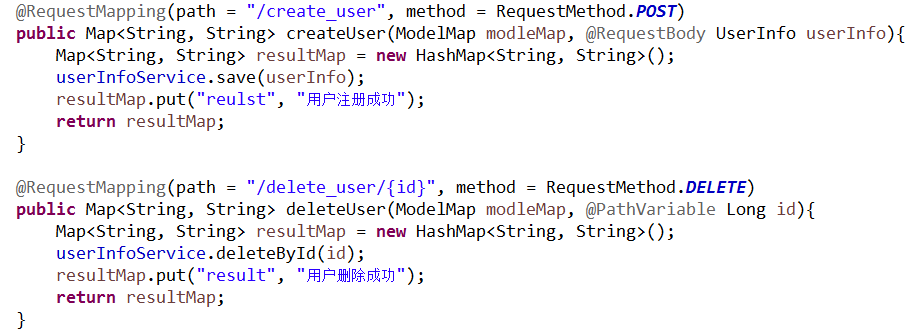 @RequestMapping(path = "/create_user", method = RequestMethod.POST)
public Map<String, String> createUser(ModelMap modleMap, @RequestBody UserInfo userInfo){
    Map<String, String> resultMap = new HashMap<String, String>();
    userInfoService.save(userInfo);
    resultMap.put("reulst", "用户注册成功");
    return resultMap;
}

@RequestMapping(path = "/delete_user/{id}", method = RequestMethod.DELETE)
public Map<String, String> deleteUser(ModelMap modleMap, @PathVariable Long id){
    Map<String, String> resultMap = new HashMap<String, String>();
    userInfoService.deleteById(id);
    resultMap.put("result", "用户删除成功");
    return resultMap;
}